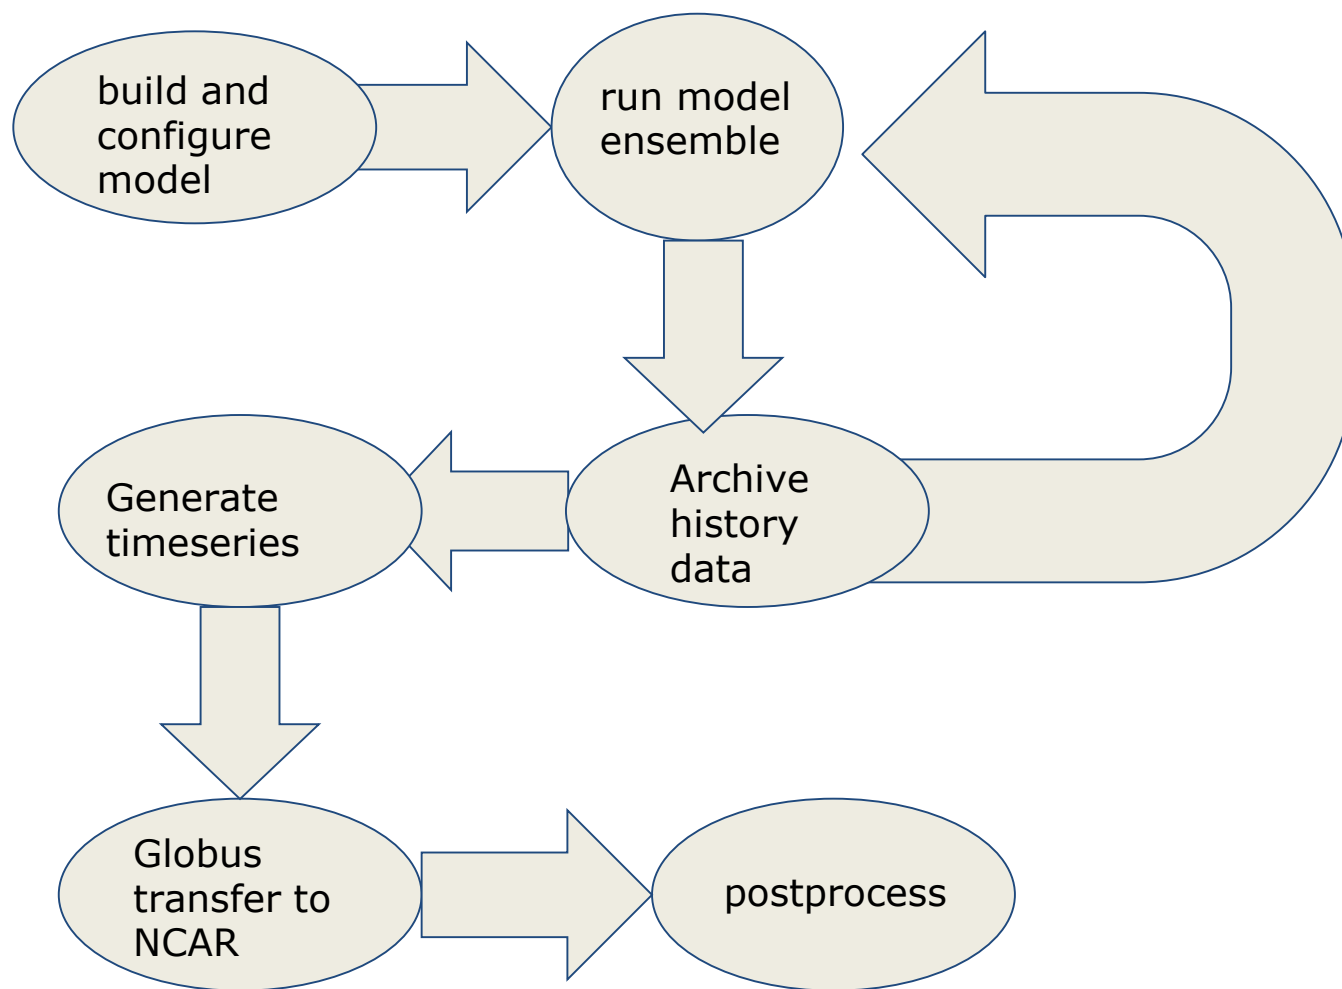 build and
configure
model
run model
ensemble
Archive
history
data
Generate
timeseries
Globus
transfer to
NCAR
postprocess